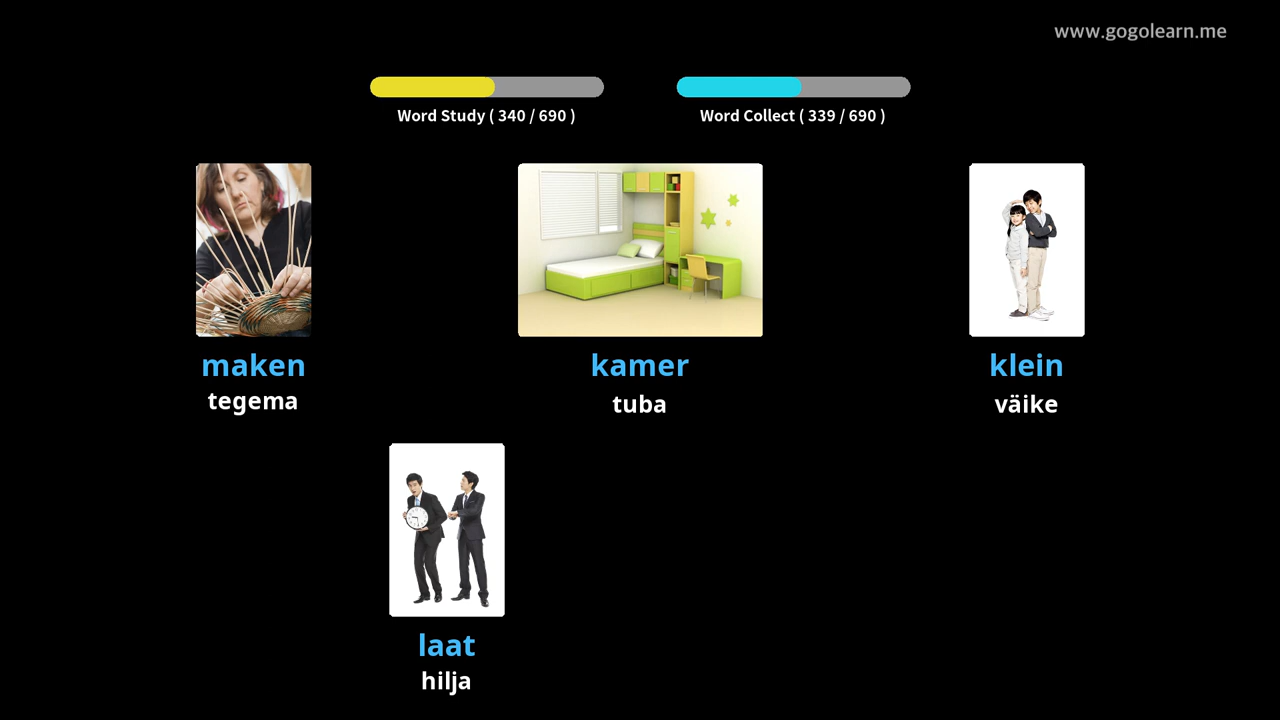 www.gogolearn.me
Word Study ( 340 / 690 )
Word Collect ( 339 / 690 )
maken
tegema
kamer
tuba
klein
väike
laat
hilja